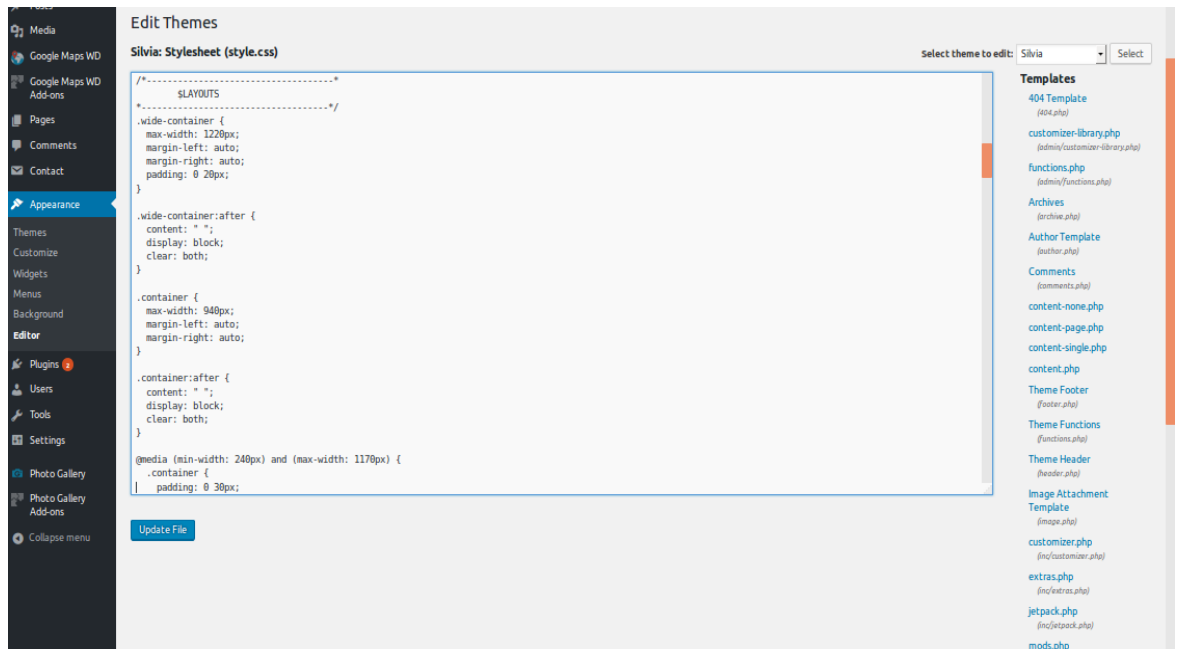 Posts
Media
Google Maps WD
Google Maps WD
Add-ons
Pages
Comments
Contact
Appearance
Themes
Customize
Widgets
Menus
Background
Editor
Plugins 2
Users
Tools
Settings
Photo Gallery
Photo Gallery
Add-ons
Collapse menu
Edit Themes
Silvia: Stylesheet (style.css)
Select theme to edit: Silvia Select
/*-----------------------------------*
$LAYOUTS
*-----------------------------------*/
.wide-container {
max-width: 1220px;
margin-left: auto;
margin-right: auto;
padding: 0 20px;
}
.wide-container:after {
content: " ";
display: block;
clear: both;
}
.container {
max-width: 940px;
margin-left: auto;
margin-right: auto;
}
.container:after {
content: " ";
display: block;
clear: both;
}
@media (min-width: 240px) and (max-width: 1170px) {
.container {
padding: 0 30px;
Update File
Templates
404 Template
(404.php)
customizer-library.php
(admin/customizer-library.php)
functions.php
(admin/functions.php)
Archives
(archive.php)
Author Template
(author.php)
Comments
(comments.php)
content-none.php
content-page.php
content-single.php
content.php
Theme Footer
(footer.php)
Theme Functions
(functions.php)
Theme Header
(header.php)
Image Attachment
Template
(image.php)
customizer.php
(inc/customizer.php)
extras.php
(inc/extras.php)
jetpack.php
(inc/jetpack.php)
mods.php